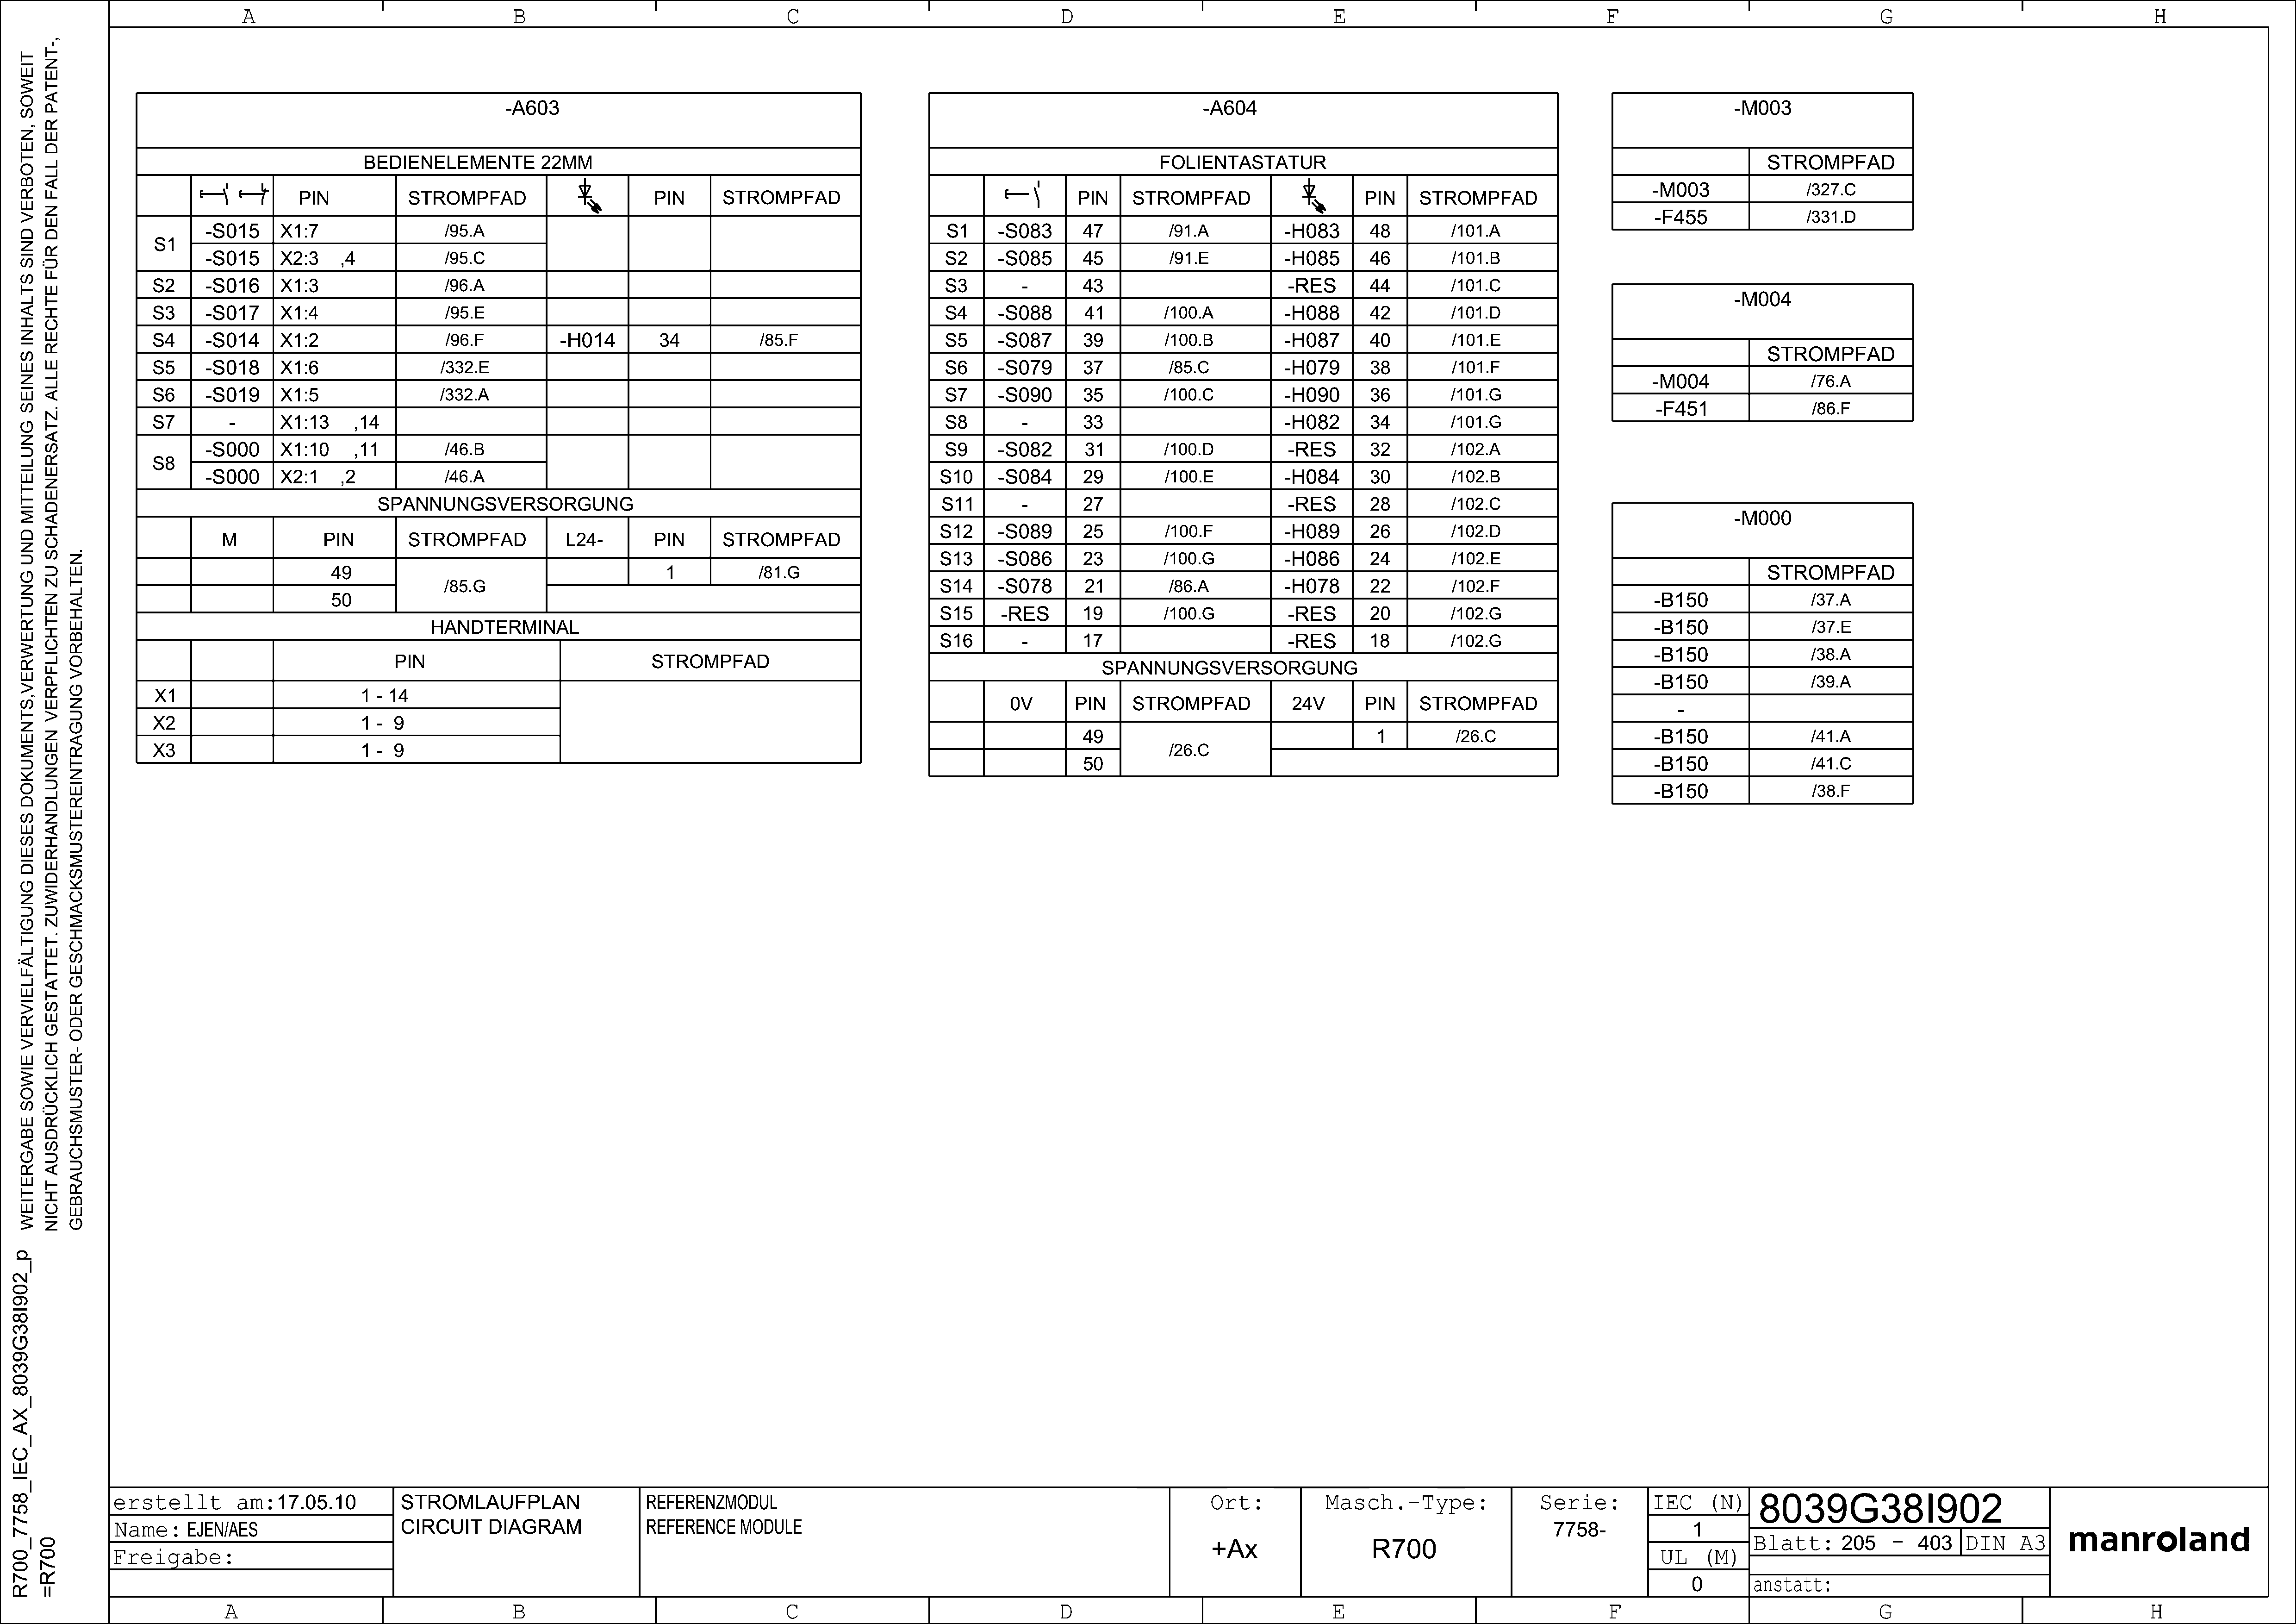 A B C D E F G H
-A603
BEDIENELEMENTE 22MM
PIN STROMPFAD PIN STROMPFAD
S1 -S015 X1:7 /95.A
-S015 X2:3 ,4 /95.C
S2 -S016 X1:3 /96.A
S3 -S017 X1:4 /95.E
S4 -S014 X1:2 /96.F -H014 34 /85.F
S5 -S018 X1:6 /332.E
S6 -S019 X1:5 /332.A
S7 - X1:13 ,14
S8 -S000 X1:10 ,11 /46.B
-S000 X2:1 ,2 /46.A
SPANNUNGSVERSORGUNG
M PIN STROMPFAD L24- PIN STROMPFAD
49 /85.G 1 /81.G
50
HANDTERMINAL
PIN STROMPFAD
X1 1 - 14
X2 1 - 9
X3 1 - 9
-A604
FOLIENTASTATUR
PIN STROMPFAD PIN STROMPFAD
S1 -S083 47 /91.A -H083 48 /101.A
S2 -S085 45 /91.E -H085 46 /101.B
S3 - 43 -RES 44 /101.C
S4 -S088 41 /100.A -H088 42 /101.D
S5 -S087 39 /100.B -H087 40 /101.E
S6 -S079 37 /85.C -H079 38 /101.F
S7 -S090 35 /100.C -H090 36 /101.G
S8 - 33 -H082 34 /101.G
S9 -S082 31 /100.D -RES 32 /102.A
S10 -S084 29 /100.E -H084 30 /102.B
S11 - 27 -RES 28 /102.C
S12 -S089 25 /100.F -H089 26 /102.D
S13 -S086 23 /100.G -H086 24 /102.E
S14 -S078 21 /86.A -H078 22 /102.F
S15 -RES 19 /100.G -RES 20 /102.G
S16 - 17 -RES 18 /102.G
SPANNUNGSVERSORGUNG
0V PIN STROMPFAD 24V PIN STROMPFAD
49 /26.C 1 /26.C
50
-M003
STROMPFAD
-M003 /327.C
-F455 /331.D
-M004
STROMPFAD
-M004 /76.A
-F451 /86.F
-M000
STROMPFAD
-B150 /37.A
-B150 /37.E
-B150 /38.A
-B150 /39.A
-
-B150 /41.A
-B150 /41.C
-B150 /38.F
WEITERGABE SOWIE VERVIELFÄLTIGUNG DIESES DOKUMENTS,VERWERTUNG UND MITTEILUNG SEINES INHALTS SIND VERBOTEN, SOWEIT
NICHT AUSDRÜCKLICH GESTATTET. ZUWIDERHANDLUNGEN VERPFLICHTEN ZU SCHADENERSATZ. ALLE RECHTE FÜR DEN FALL DER PATENT-,
GEBRAUCHSMUSTER- ODER GESCHMACKSMUSTEREINTRAGUNG VORBEHALTEN.
R700_7758_IEC_AX_8039G38I902_p
=R700
erstellt am:17.05.10
Name: EJEN/AES
Freigabe:
STROMLAUFPLAN
CIRCUIT DIAGRAM
REFERENZMODUL
REFERENCE MODULE
Ort:
+Ax
Masch.-Type:
R700
Serie:
7758-
IEC (N)
1
UL (M)
0
8039G38I902
Blatt: 205 - 403 DIN A3
anstatt:
manroland
A B C D E F G H